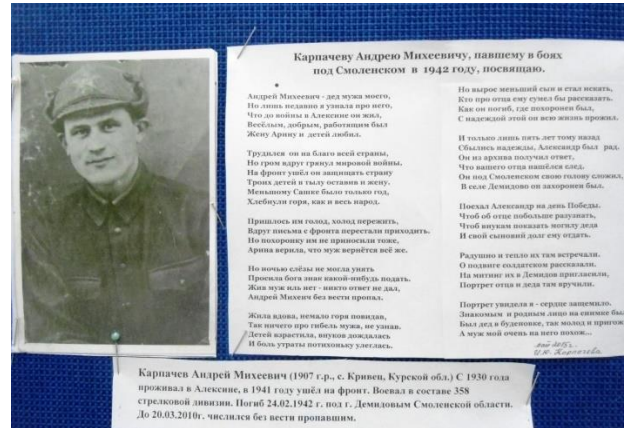 Карпачеву Андрею Михеевичу, павшему в боях
под Смоленском в 1942 году, посвящаю.
Андрей Михеевич - дед мужа моего,
Но лишь недавно я узнала про него,
Что до войны в Алексине он жил,
Весёлым, добрым, работящим был
Жену Арину и детей любил.
Трудился он на благо всей страны,
Но гром вдруг грянул мировой войны.
На фронт ушёл он защищать страну
Троих детей в тылу оставив и жену.
Меньшому Сашке было только год,
Хлебнули горя, как и весь народ.
Пришлось им голод, холод пережить,
Вдруг письма с фронта перестали приходить.
Но похоронку им не приносили тоже,
Арина верила, что муж вернётся всё же.
Но ночью слёзы не могла унять
Просила бога знак какой-нибудь подать.
Жив муж иль нет - никто ответ не дал,
Андрей Михеич без вести пропал.
Жила вдова, немало горя повидав,
Так ничего про гибель мужа, не узнав.
Детей вырастила, внуков дождалась
И боль утраты потихоньку улеглась.
Но вырос меньший сын и стал искать,
Кто про отца ему сумел бы рассказать.
Как он погиб, где похоронен был,
С надеждой этой он всю жизнь прожил.
И только лишь пять лет тому назад
Сбылись надежды, Александр был рад.
Он из архива получил ответ,
Что вашего отца нашёлся след.
Он под Смоленском свою голову сложил,
В селе Демидово он захоронен был.
Поехал Александр на день Победы.
Чтоб об отце побольше разузнать,
Чтоб внукам показать могилу деда
И свой сыновий долг ему отдать.
Радушно и тепло их там встречали.
О подвиге солдатском рассказали.
На митинг их в Демидов пригласили,
Портрет отца и деда там вручили.
Портрет увидела я - сердце защемило.
Знакомым и родным лицо на снимке бы
Был дед в буденовке, так молод и пригож
А муж мой очень на него похож...
май 2015г.
Карпачев Андрей Михеевич (1907 г.р., с. Кривец, Курской обл.) С 1930 года
проживал в Алексине, в 1941 году ушёл на фронт. Воевал в составе 358
стрелковой дивизии. Погиб 24.02.1942 г. под г. Демидовым Смоленской области.
До 20.03.2010г. числился без вести пропавшим.